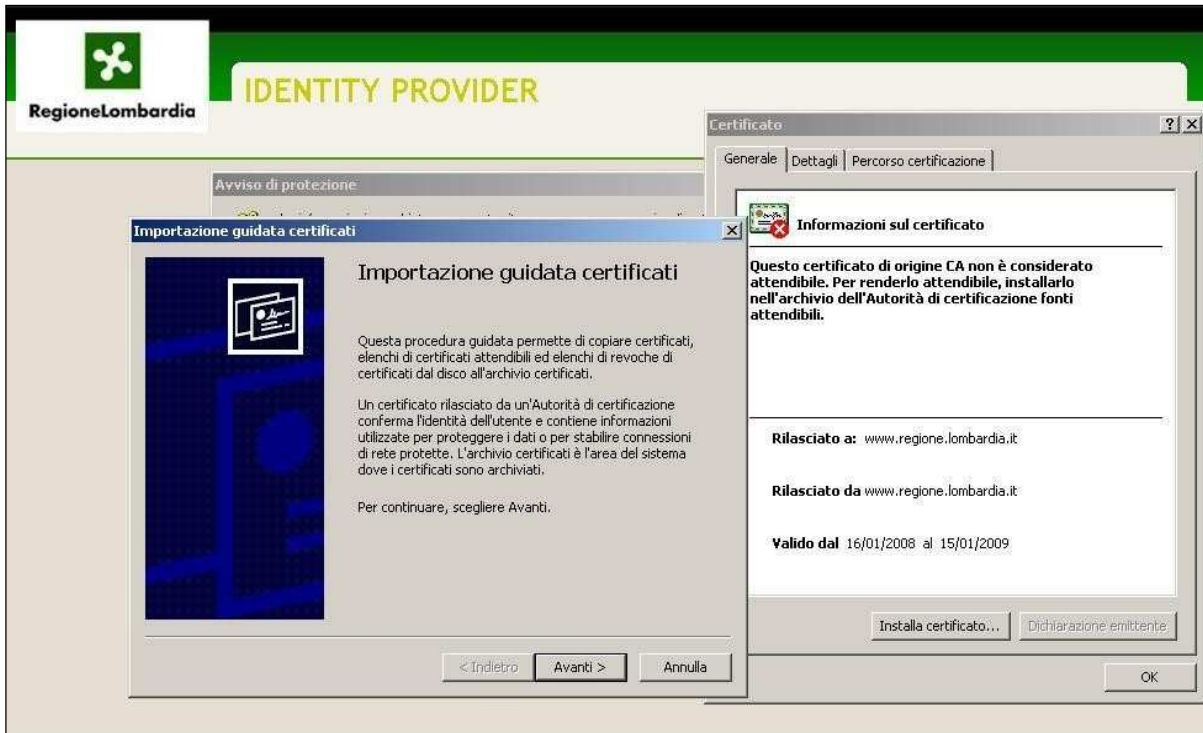 RegioneLombardia
IDENTITY PROVIDER
Avviso di protezione
Importazione guidata certificati
Importazione guidata certificati
Questa procedura guidata permette di copiare certificati,
elenchi di certificati attendibili ed elenchi di revoche di
certificati dal disco all'archivio certificati.
Un certificato rilasciato da un'Autorità di certificazione
conferma l'identità dell'utente e contiene informazioni
utilizzate per proteggere i dati o per stabilire connessioni
di rete protette. L'archivio certificati è l'area del sistema
dove i certificati sono archiviati.
Per continuare, scegliere Avanti.
< Indietro
Avanti >
Annulla
Certificato
Generale
Dettagli
Percorso certificazione
Informazioni sul certificato
Questo certificato di origine CA non è considerato
attendibile. Per renderlo attendibile, installarlo
nell'archivio dell'Autorità di certificazione fonti
attendibili.
Rilasciato a: www.regione.lombardia.it
Rilasciato da www.regione.lombardia.it
Valido dal 16/01/2008 al 15/01/2009
Installa certificato...
Dichiarazione emittente
OK